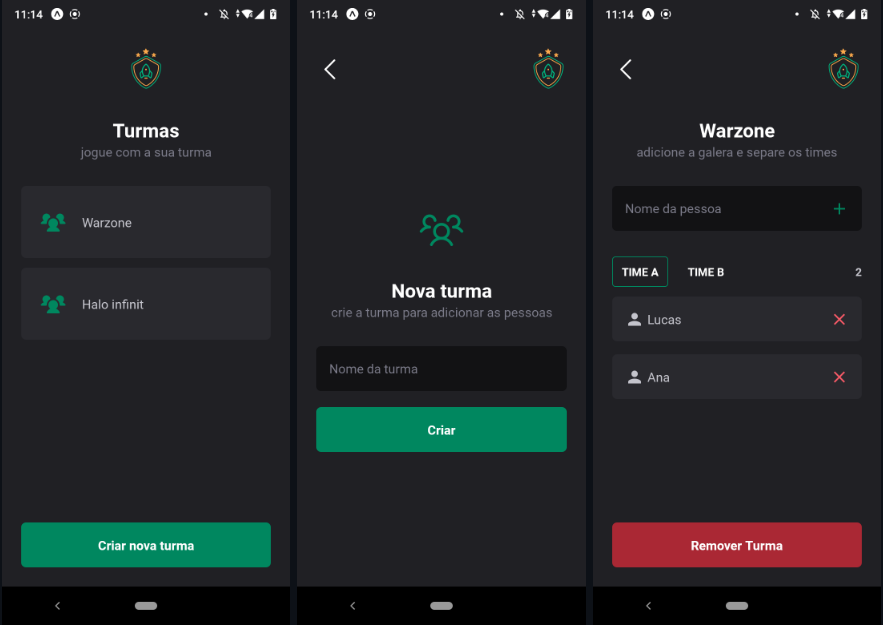 11:14
Turmas
jogue com a sua turma
Warzone
Halo infinit
Criar nova turma
11:14
Nova turma
crie a turma para adicionar as pessoas
Nome da turma
Criar
11:14
Warzone
adicione a galera e separe os times
Nome da pessoa
TIME A TIME B 2
Lucas
Ana
Remover Turma